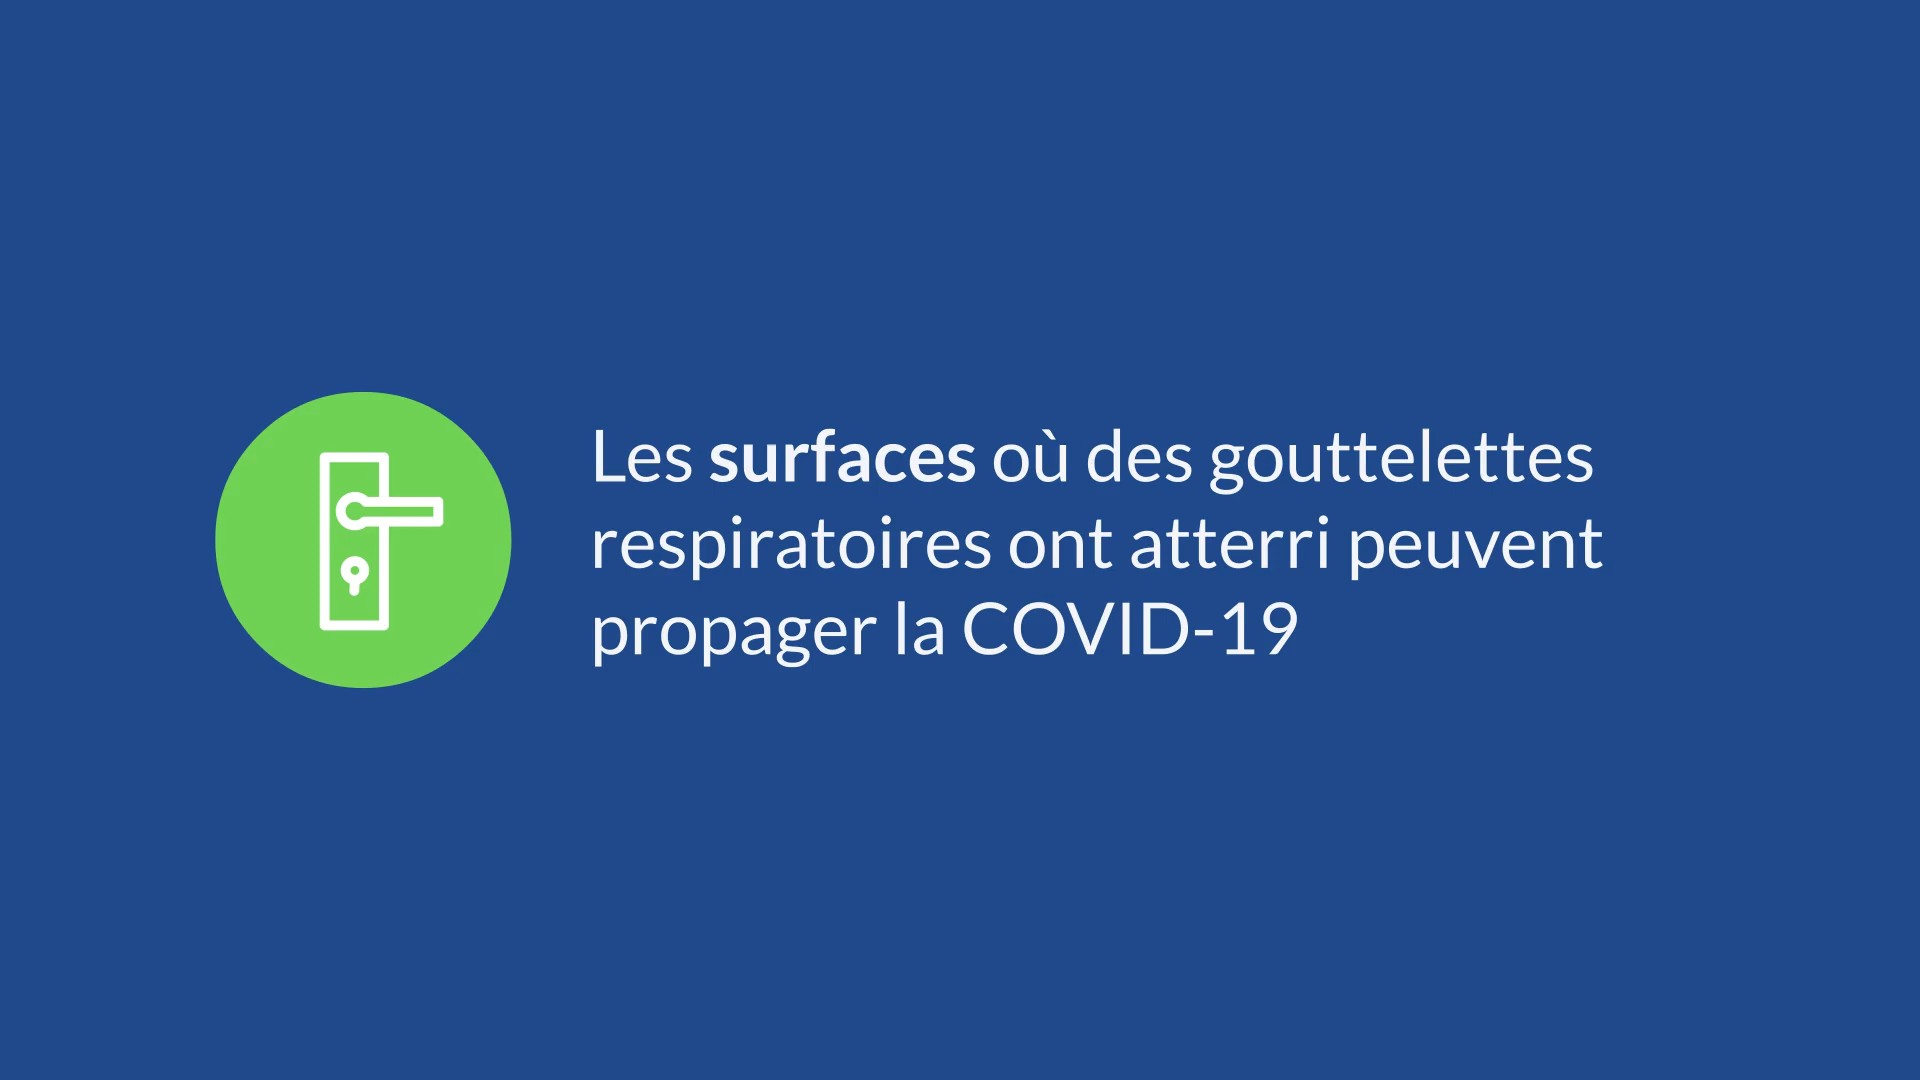 Les surfaces où des gouttelettes
respiratoires ont atterri peuvent
propager la COVID-19